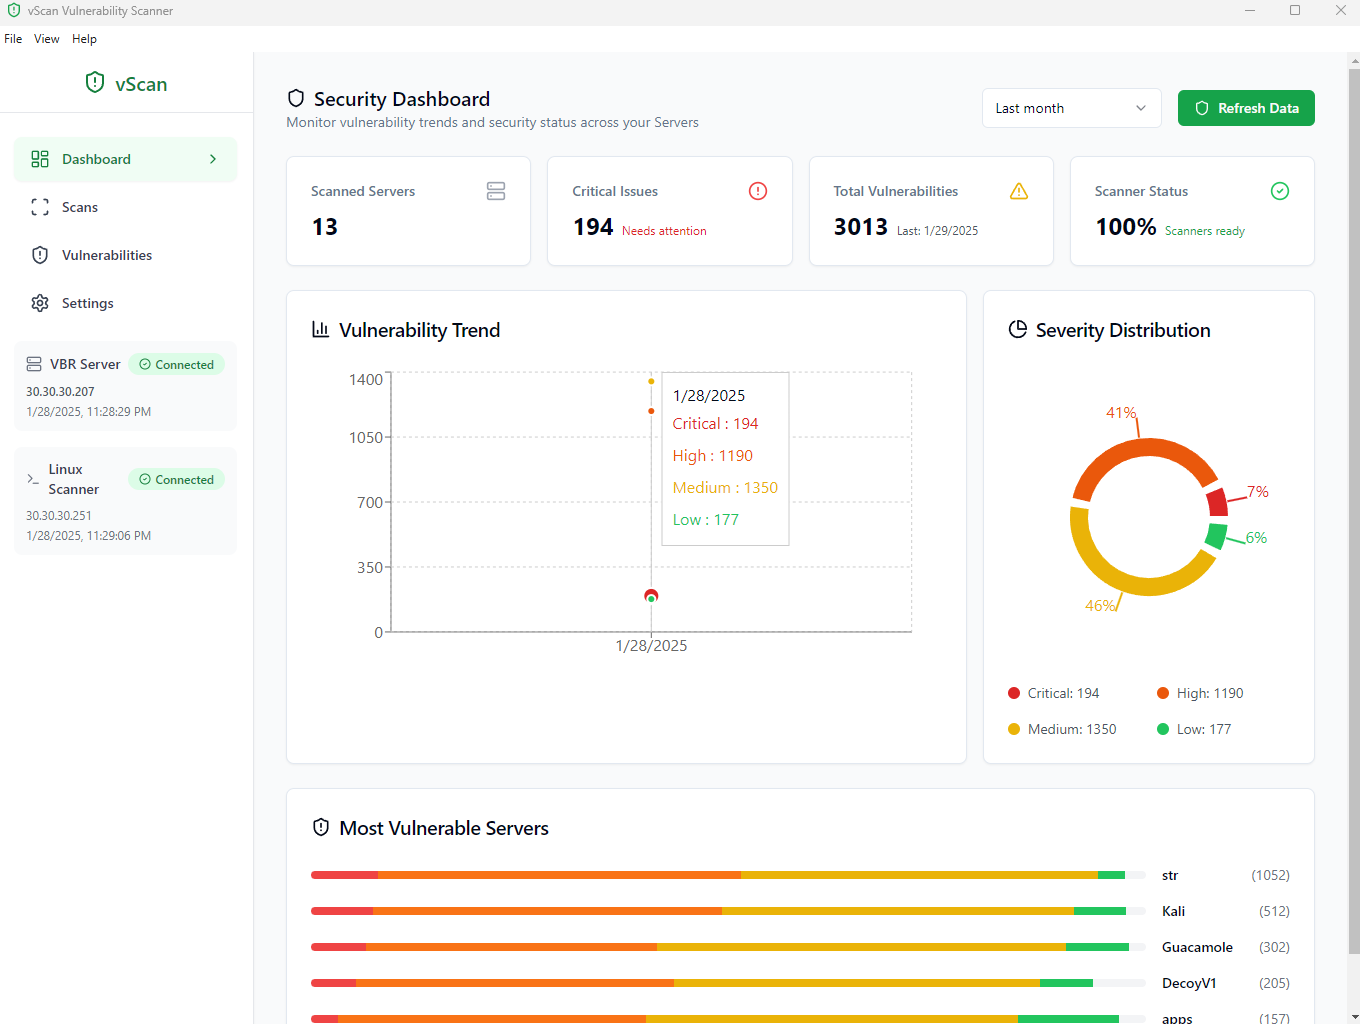 vScan Vulnerability Scanner
File View Help
vScan
Dashboard
Scans
Vulnerabilities
Settings
VBR Server Connected
30.30.30.207
1/28/2025, 11:28:29 PM
Linux Scanner Connected
30.30.30.251
1/28/2025, 11:29:06 PM
Security Dashboard
Monitor vulnerability trends and security status across your Servers
Last month
Refresh Data
Scanned Servers
13
Critical Issues
194 Needs attention
Total Vulnerabilities
3013 Last: 1/29/2025
Scanner Status
100% Scanners ready
Vulnerability Trend
1400
1050
700
350
0
1/28/2025
1/28/2025
Critical : 194
High : 1190
Medium : 1350
Low : 177
Severity Distribution
41%
7%
6%
46%
Critical: 194
High: 1190
Medium: 1350
Low: 177
Most Vulnerable Servers
str (1052)
Kali (512)
Guacamole (302)
DecoyV1 (205)
apps (157)